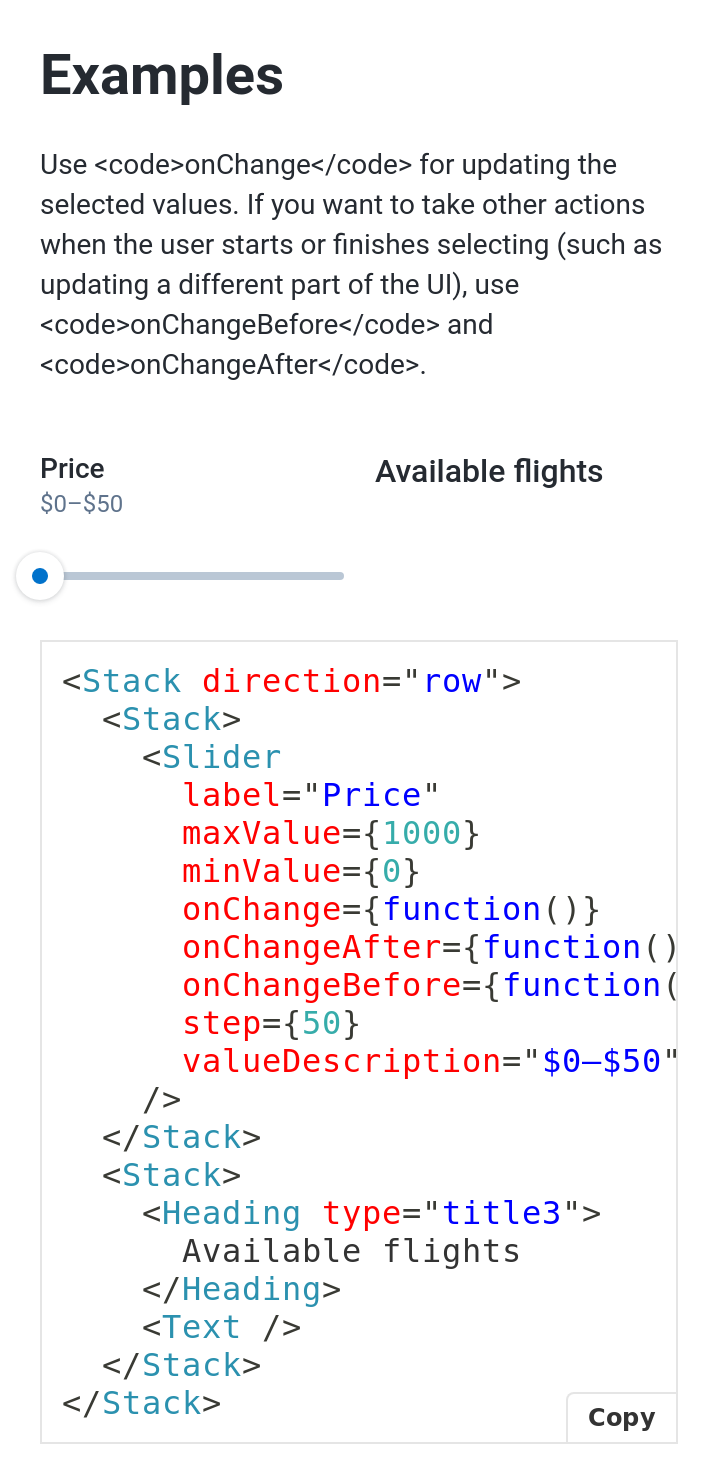 Examples
Use <code>onChange</code> for updating the
selected values. If you want to take other actions
when the user starts or finishes selecting (such as
updating a different part of the UI), use
<code>onChangeBefore</code> and
<code>onChangeAfter</code>.
Price
$0–$50
Available flights
<Stack direction="row">
  <Stack>
    <Slider
      label="Price"
      maxValue={1000}
      minValue={0}
      onChange={function()}
      onChangeAfter={function()
      onChangeBefore={function(
      step={50}
      valueDescription="$0–$50"
    />
  </Stack>
  <Stack>
    <Heading type="title3">
      Available flights
    </Heading>
    <Text />
  </Stack>
</Stack>
Copy